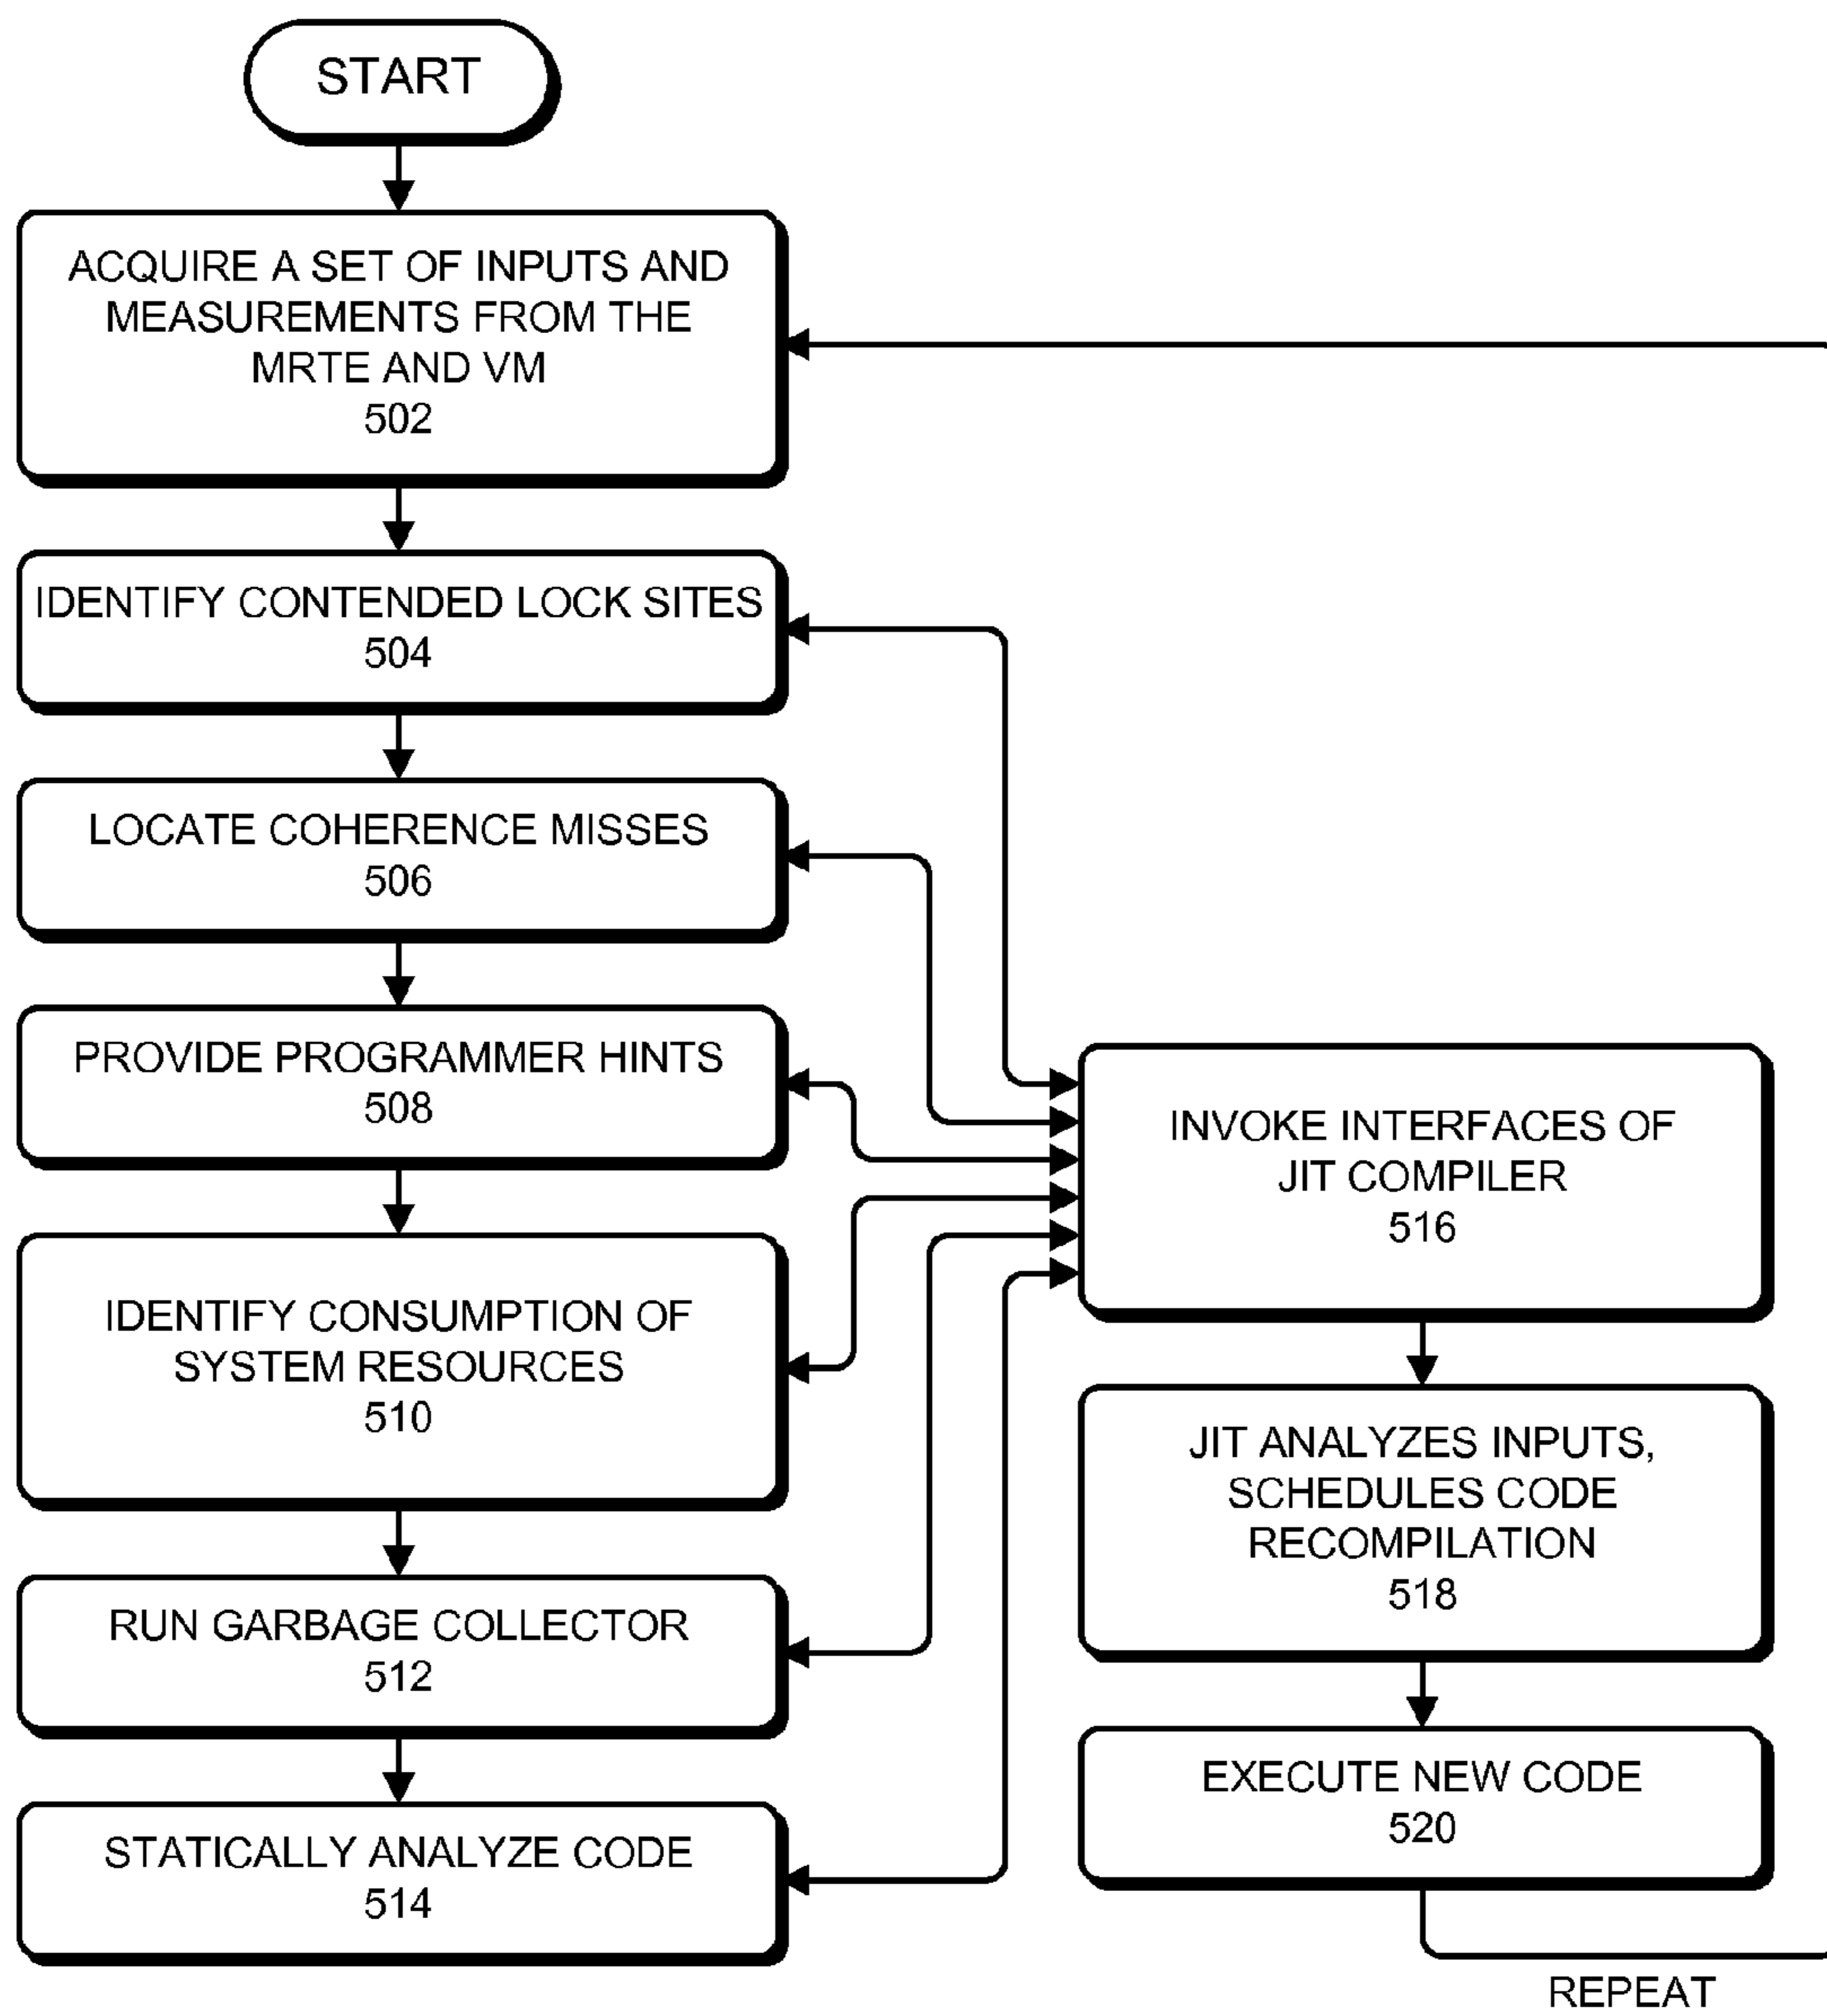 START
ACQUIRE A SET OF INPUTS AND
MEASUREMENTS FROM THE
MRTE AND VM
502
IDENTIFY CONTENDED LOCK SITES
504
LOCATE COHERENCE MISSES
506
PROVIDE PROGRAMMER HINTS
508
IDENTIFY CONSUMPTION OF
SYSTEM RESOURCES
510
RUN GARBAGE COLLECTOR
512
STATICALLY ANALYZE CODE
514
INVOKE INTERFACES OF
JIT COMPILER
516
JIT ANALYZES INPUTS,
SCHEDULES CODE
RECOMPILATION
518
EXECUTE NEW CODE
520
REPEAT